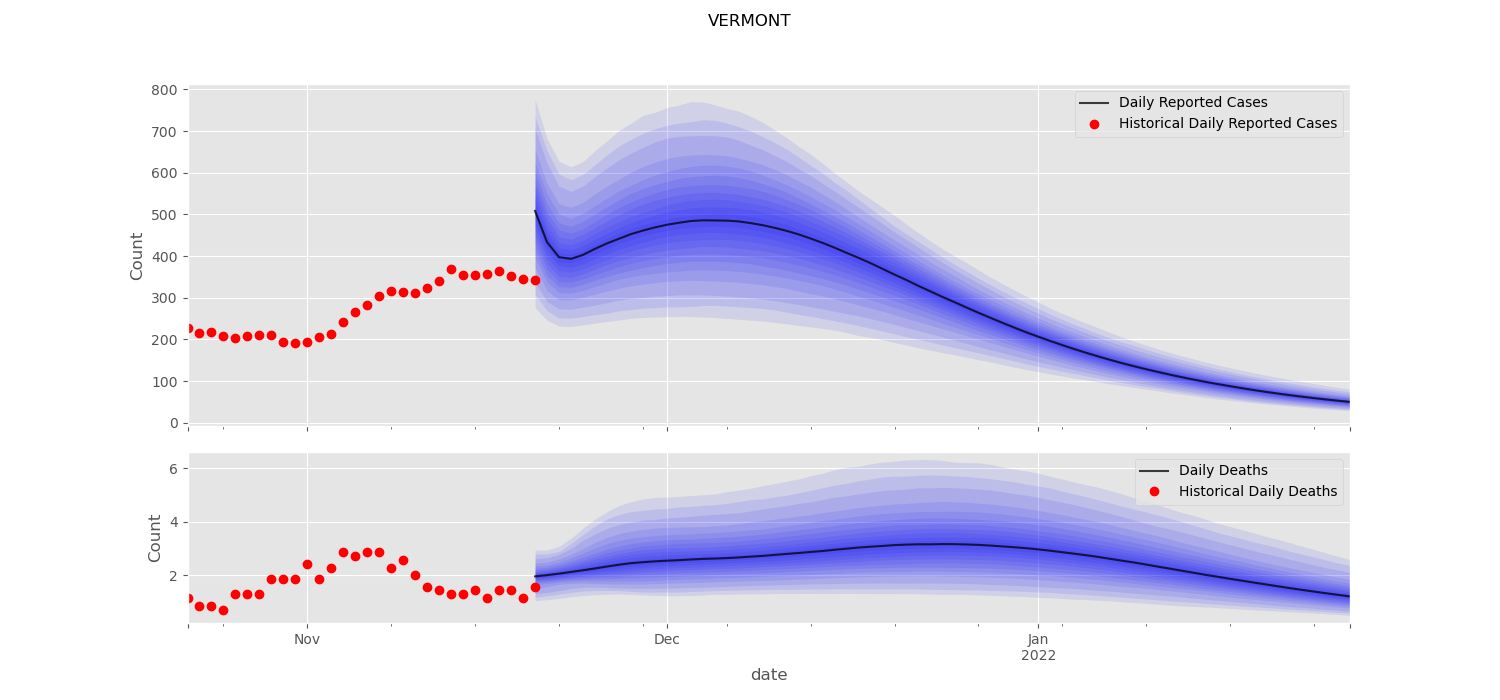 VERMONT
800
700
600
500
400
300
200
100
0
Count
Daily Reported Cases
Historical Daily Reported Cases
6
4
2
Count
Daily Deaths
Historical Daily Deaths
Nov
Dec
Jan
2022
date